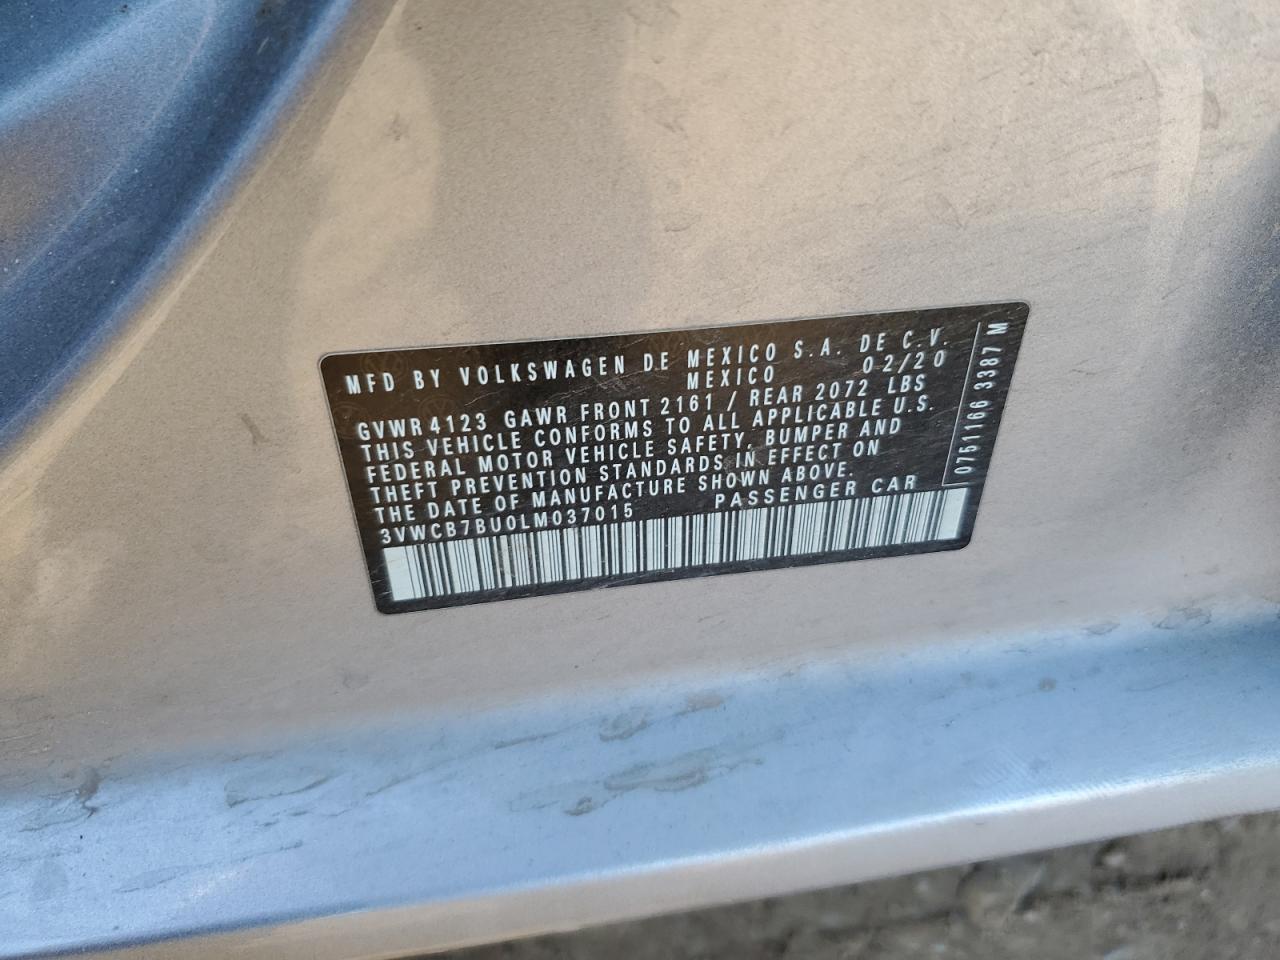 MFD BY VOLKSWAGEN DE MEXICO S.A. DE C.V.
MEXICO 02/20
GVWR 4123 GAWR FRONT 2161 / REAR 2072 LBS
THIS VEHICLE CONFORMS TO ALL APPLICABLE U.S.
FEDERAL MOTOR VEHICLE SAFETY, BUMPER AND
THEFT PREVENTION STANDARDS IN EFFECT ON
THE DATE OF MANUFACTURE SHOWN ABOVE.
3VWCB7BU0LM037015 PASSENGER CAR
0751166 3387 M